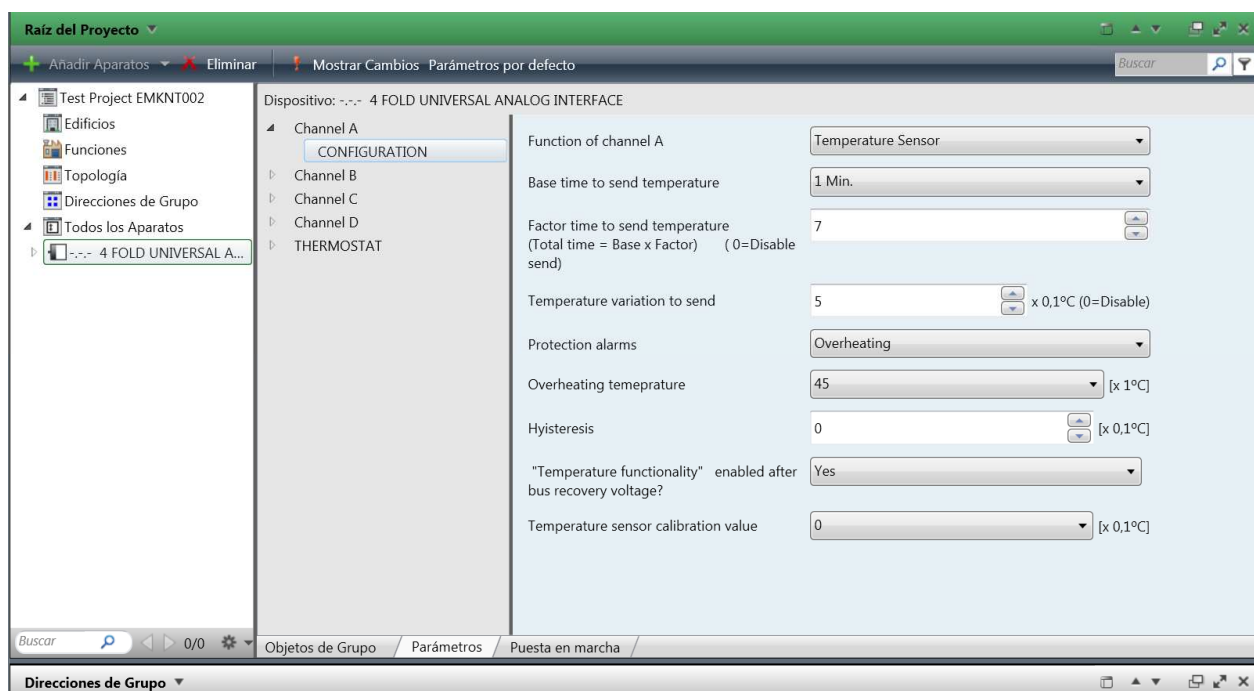 Raíz del Proyecto
Añadir Aparatos Eliminar Mostrar Cambios Parámetros por defecto Buscar
Test Project EMKNT002
Edificios
Funciones
Topología
Direcciones de Grupo
Todos los Aparatos
-.-.- 4 FOLD UNIVERSAL A...
Buscar 0/0
Dispositivo: -.-.- 4 FOLD UNIVERSAL ANALOG INTERFACE
Channel A
CONFIGURATION
Channel B
Channel C
Channel D
THERMOSTAT
Function of channel A Temperature Sensor
Base time to send temperature 1 Min.
Factor time to send temperature 7
(Total time = Base x Factor) ( 0=Disable
send)
Temperature variation to send 5 x 0,1ºC (0=Disable)
Protection alarms Overheating
Overheating temeprature 45 [x 1ºC]
Hyisteresis 0 [x 0,1ºC]
"Temperature functionality" enabled after Yes
bus recovery voltage?
Temperature sensor calibration value 0 [x 0,1ºC]
Objetos de Grupo Parámetros Puesta en marcha
Direcciones de Grupo